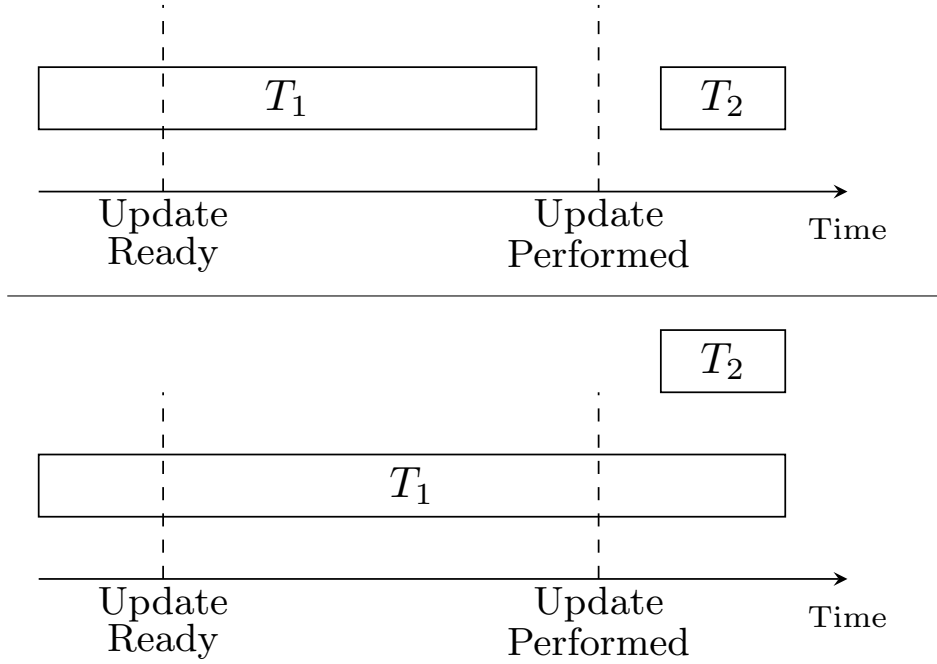 T₁
T₂
Update Ready
Update Performed
Time
T₂
T₁
Update Ready
Update Performed
Time